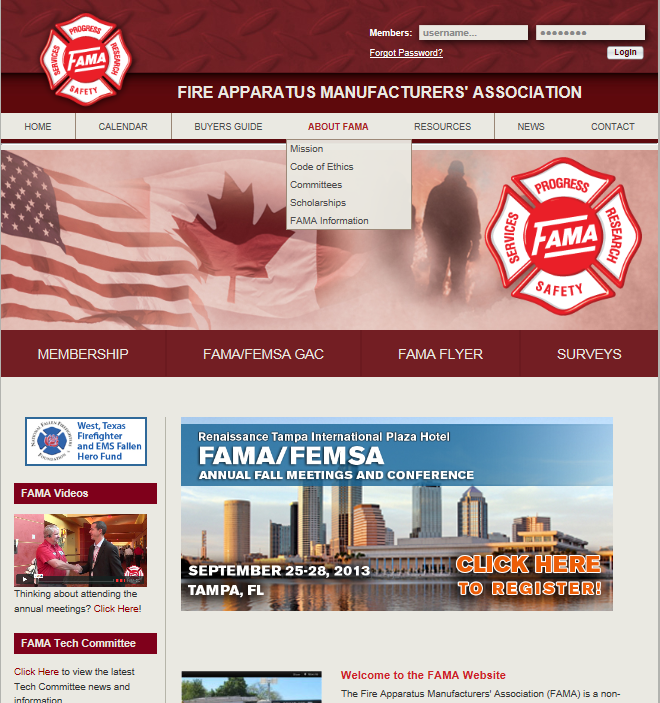 Members: username...
Forgot Password? Login
PROGRESS
SERVICES FAMA RESEARCH
SAFETY
FIRE APPARATUS MANUFACTURERS' ASSOCIATION
HOME CALENDAR BUYERS GUIDE ABOUT FAMA RESOURCES NEWS CONTACT
Mission
Code of Ethics
Committees
Scholarships
FAMA Information
PROGRESS
SERVICES FAMA RESEARCH
SAFETY
MEMBERSHIP FAMA/FEMSA GAC FAMA FLYER SURVEYS
NATIONAL FALLEN FIREFIGHTERS FOUNDATION
West, Texas
Firefighter
and EMS Fallen
Hero Fund
FAMA Videos
Thinking about attending the
annual meetings? Click Here!
FAMA Tech Committee
Click Here to view the latest
Tech Committee news and
information
Renaissance Tampa International Plaza Hotel
FAMA/FEMSA
ANNUAL FALL MEETINGS AND CONFERENCE
SEPTEMBER 25-28, 2013
TAMPA, FL
CLICK HERE
TO REGISTER!
Welcome to the FAMA Website
The Fire Apparatus Manufacturers' Association (FAMA) is a non-